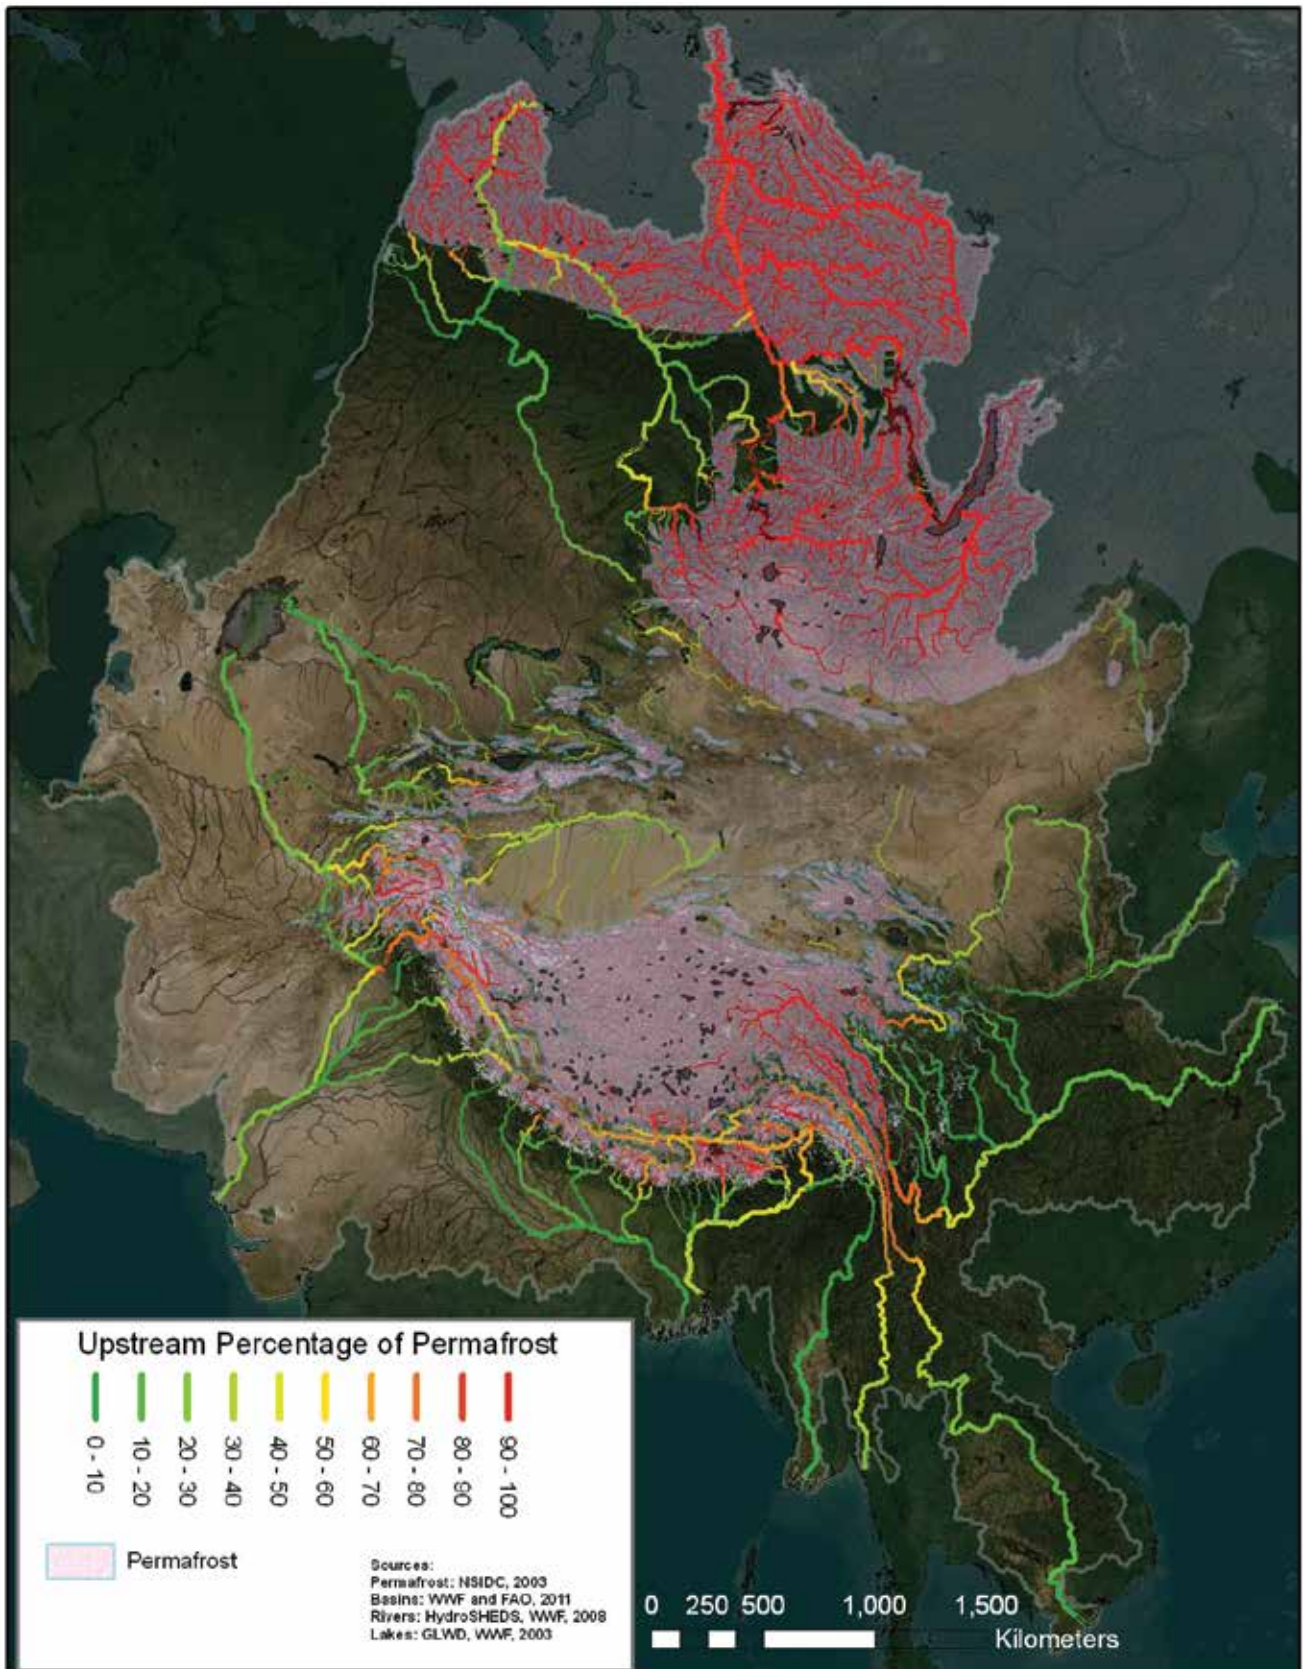 Upstream Percentage of Permafrost
0 - 10
10 - 20
20 - 30
30 - 40
40 - 50
50 - 60
60 - 70
70 - 80
80 - 90
90 - 100
Permafrost
Sources:
Permafrost: NSIDC, 2003
Basins: WWF and FAO, 2011
Rivers: HydroSHEDS, WWF, 2008
Lakes: GLWD, WWF, 2003
0 250 500 1,000 1,500
Kilometers